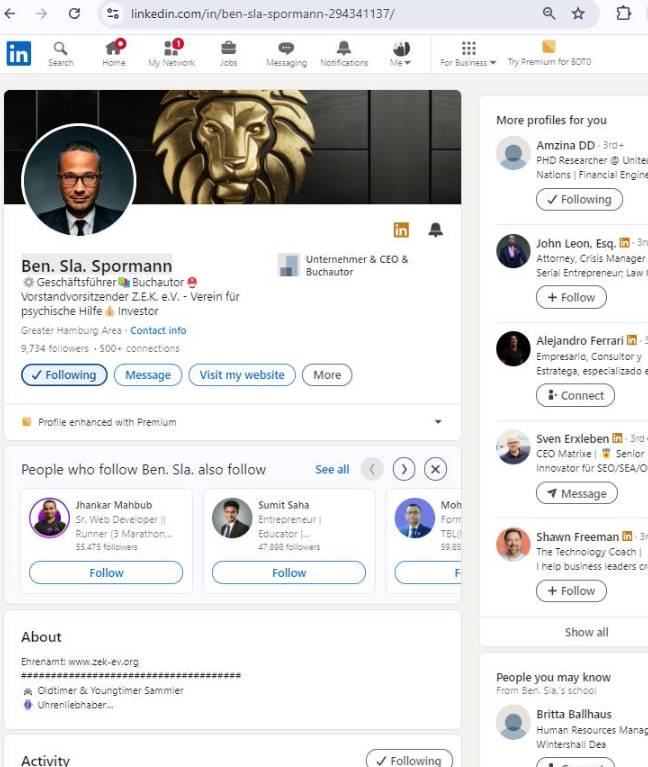 linkedin.com/in/ben-sla-spormann-294341137/
in
Search
Home
1
My Network
Jobs
Messaging
Notifications
Me
For Business
Try Premium for BDT0
in
Ben. Sla. Spormann
Geschäftsführer Buchautor
Vorstandvorsitzender Z.E.K. e.V. - Verein für
psychische Hilfe Investor
Greater Hamburg Area · Contact info
9,734 followers · 500+ connections
Unternehmer & CEO &
Buchautor
Following
Message
Visit my website
More
Profile enhanced with Premium
People who follow Ben. Sla. also follow
See all
Jhankar Mahbub
Sr. Web Developer ||
Runner (3 Marathon...
55,475 followers
Follow
Sumit Saha
Entrepreneur |
Educator |...
47,898 followers
Follow
Moh
Form
TBL(
59,85
F
About
Ehrenamt: www.zek-ev.org
####################################
Oldtimer & Youngtimer Sammler
Uhrenliebhaber...
Activity
Following
More profiles for you
Amzina DD · 3rd+
PHD Researcher @ Unite
Nations | Financial Engine
Following
John Leon, Esq. in · 3r
Attorney, Crisis Manager
Serial Entrepreneur; Law
+ Follow
Alejandro Ferrari in · 3
Empresario, Consultor y
Estratega, especializado e
Connect
Sven Erxleben in · 3rd
CEO Matrixe | Senior
Innovator für SEO/SEA/O
Message
Shawn Freeman in · 3r
The Technology Coach |
I help business leaders cr
+ Follow
Show all
People you may know
From Ben. Sla.'s school
Britta Ballhaus
Human Resources Manag
Wintershall Dea
Connect